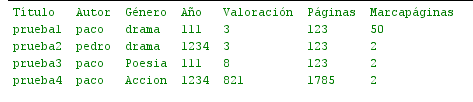 Título Autor Género Año Valoración Páginas Marcapáginas
prueba1 paco drama 111 3 123 50
prueba2 pedro drama 1234 3 123 2
prueba3 paco Poesia 111 8 123 2
prueba4 paco Accion 1234 821 1785 2